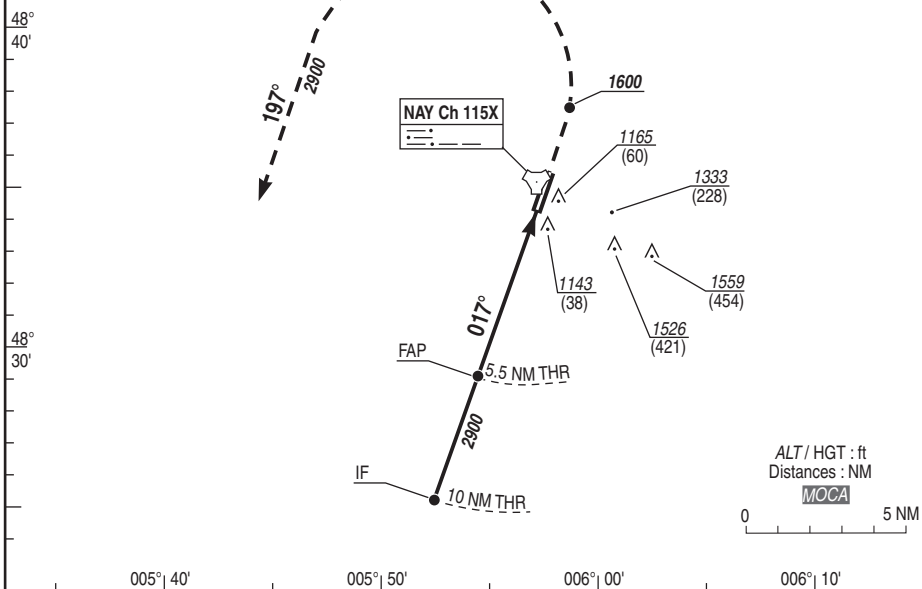 48°
40'
197°
2900
1600
NAY Ch 115X
1165
(60)
1333
(228)
1143
(38)
1559
(454)
1526
(421)
017°
48°
30'
FAP
5.5 NM THR
2900
IF
10 NM THR
ALT / HGT : ft
Distances : NM
MOCA
0 5 NM
005° 40' 005° 50' 006° 00' 006° 10'